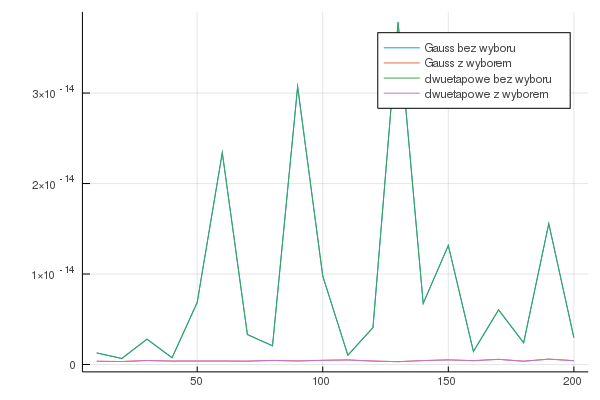 Gauss bez wyboru
Gauss z wyborem
dwuetapowe bez wyboru
dwuetapowe z wyborem
3×10 - 14
2×10 - 14
1×10 - 14
0
50 100 150 200